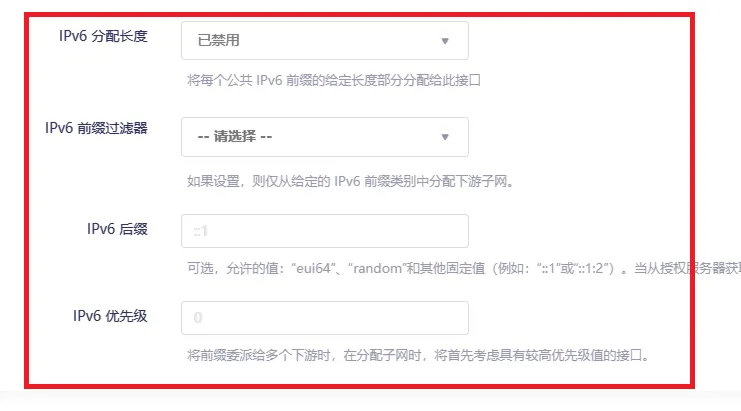 IPv6 分配长度 已禁用
将每个公共 IPv6 前缀的给定长度部分分配给此接口
IPv6 前缀过滤器 -- 请选择 --
如果设置，则仅从给定的 IPv6 前缀类别中分配下游子网。
IPv6 后缀 ::1
可选，允许的值：“eui64”、“random”和其他固定值（例如：“::1”或“::1:2”）。当从授权服务器获取
IPv6 优先级 0
将前缀委派给多个下游时，在分配子网时，将首先考虑具有较高优先级值的接口。